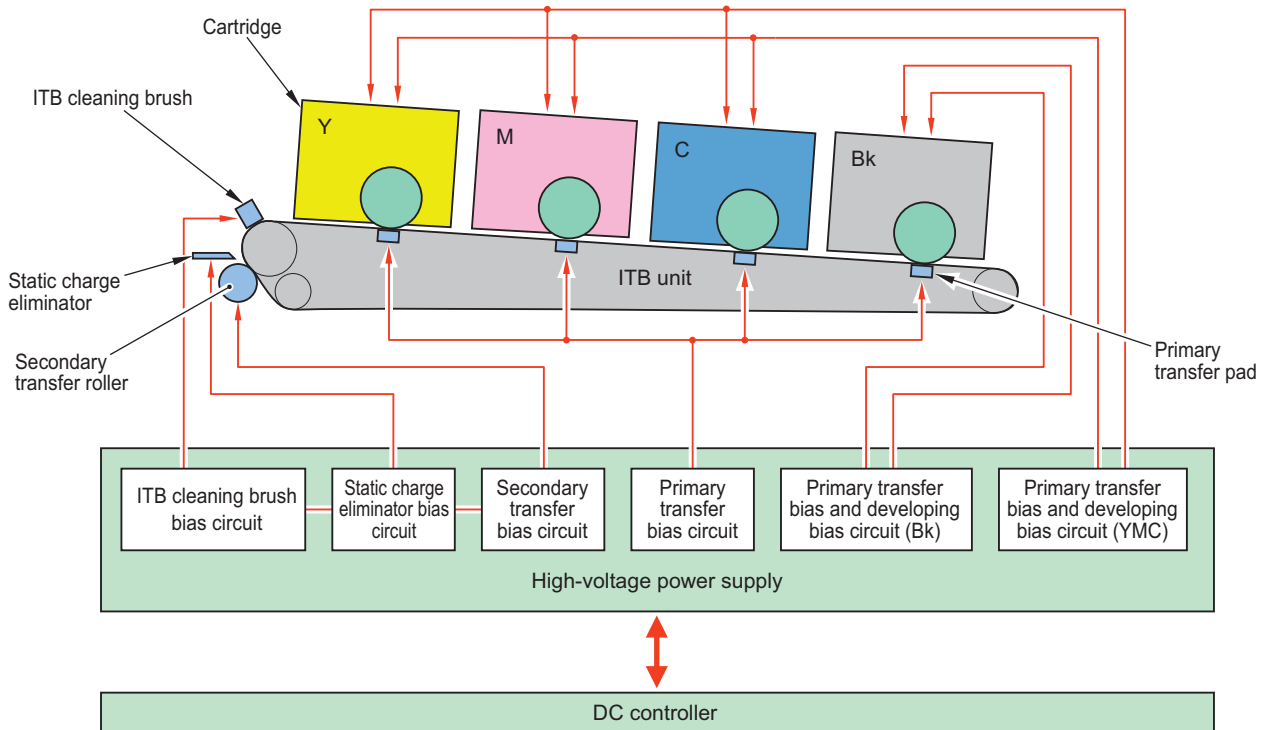 Cartridge
ITB cleaning brush
Y
M
C
Bk
Static charge
eliminator
ITB unit
Secondary
transfer roller
Primary
transfer pad
ITB cleaning brush
bias circuit
Static charge
eliminator bias
circuit
Secondary
transfer
bias circuit
Primary
transfer
bias circuit
Primary transfer
bias and developing
bias circuit (Bk)
Primary transfer
bias and developing
bias circuit (YMC)
High-voltage power supply
DC controller